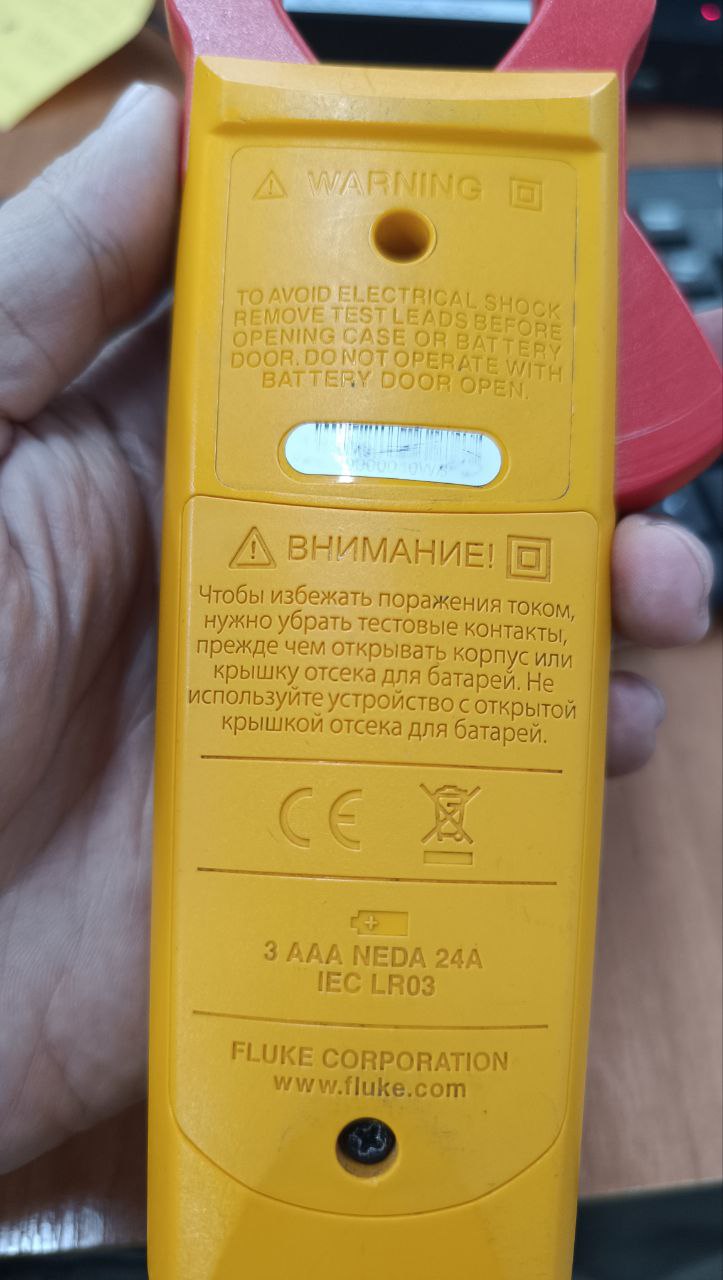 WARNING
TO AVOID ELECTRICAL SHOCK
REMOVE TEST LEADS BEFORE
OPENING CASE OR BATTERY
DOOR. DO NOT OPERATE WITH
BATTERY DOOR OPEN.
ВНИМАНИЕ!
Чтобы избежать поражения током,
нужно убрать тестовые контакты,
прежде чем открывать корпус или
крышку отсека для батарей. Не
используйте устройство с открытой
крышкой отсека для батарей.
CE
3 AAA NEDA 24A
IEC LR03
FLUKE CORPORATION
www.fluke.com